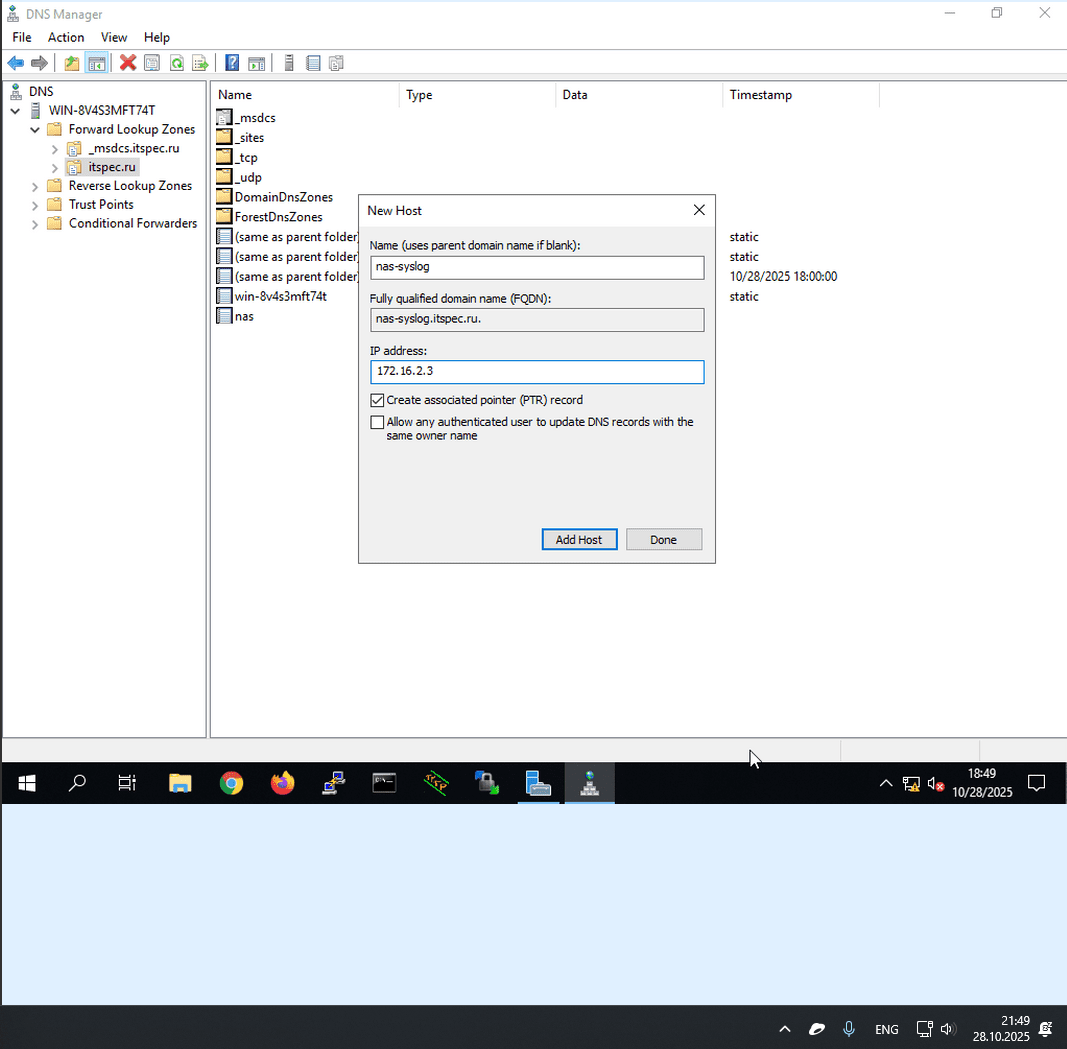 DNS Manager
File Action View Help
DNS
WIN-8V4S3MFT74T
Forward Lookup Zones
_msdcs.itspec.ru
itspec.ru
Reverse Lookup Zones
Trust Points
Conditional Forwarders
Name Type Data Timestamp
_msdcs
_sites
_tcp
_udp
DomainDnsZones
ForestDnsZones
(same as parent folder) static
(same as parent folder) static
(same as parent folder) 10/28/2025 18:00:00
win-8v4s3mft74t static
nas
New Host
Name (uses parent domain name if blank):
nas-syslog
Fully qualified domain name (FQDN):
nas-syslog.itspec.ru.
IP address:
172.16.2.3
Create associated pointer (PTR) record
Allow any authenticated user to update DNS records with the
same owner name
Add Host Done
18:49
10/28/2025
ENG
21:49
28.10.2025